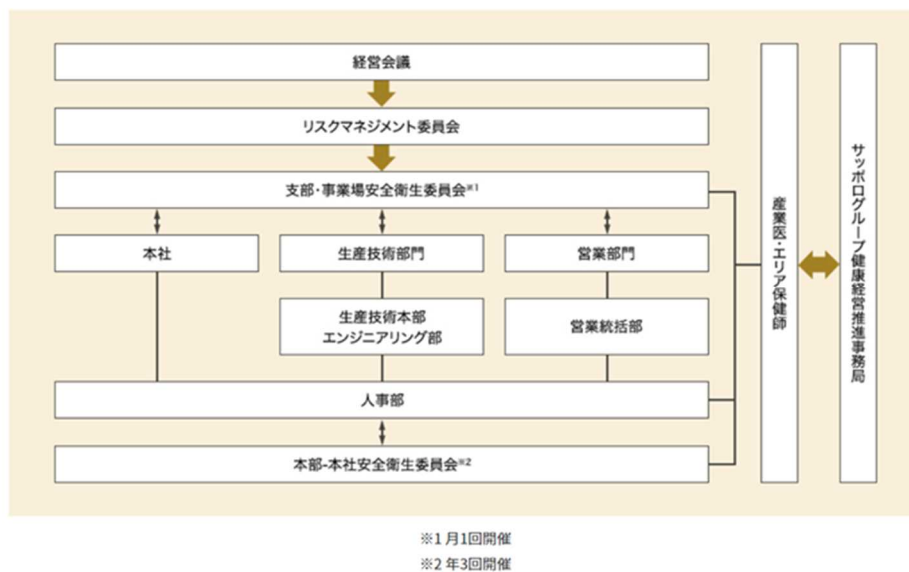 経営会議
リスクマネジメント委員会
支部・事業場安全衛生委員会※1
本社
生産技術部門
営業部門
生産技術本部
エンジニアリング部
営業統括部
人事部
本部-本社安全衛生委員会※2
産業医・エリア保健師
サッポログループ健康経営推進事務局
※1 月1回開催
※2 年3回開催